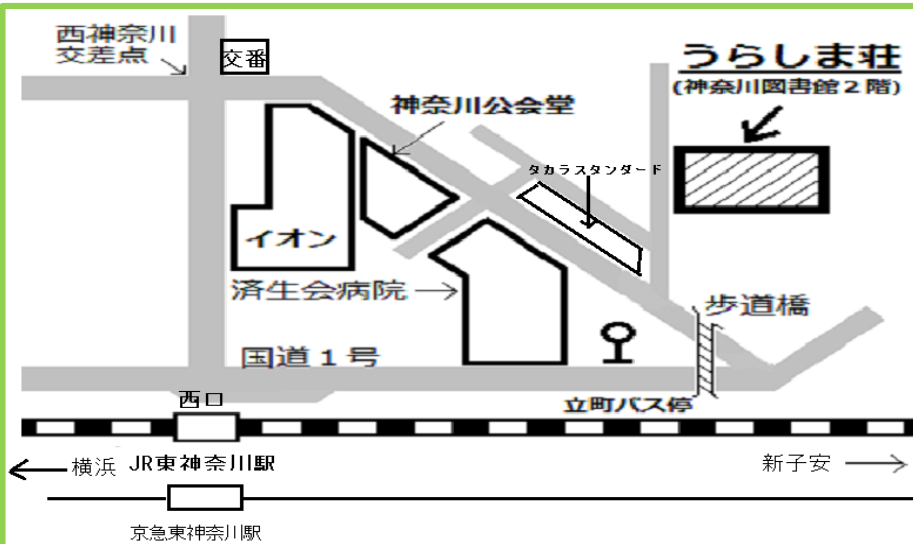 西神奈川
交差点
交番
うらしま荘
(神奈川図書館２階)
神奈川公会堂
タカラスタンダード
イオン
済生会病院
歩道橋
国道１号
立町バス停
西口
横浜
JR東神奈川駅
新子安
京急東神奈川駅